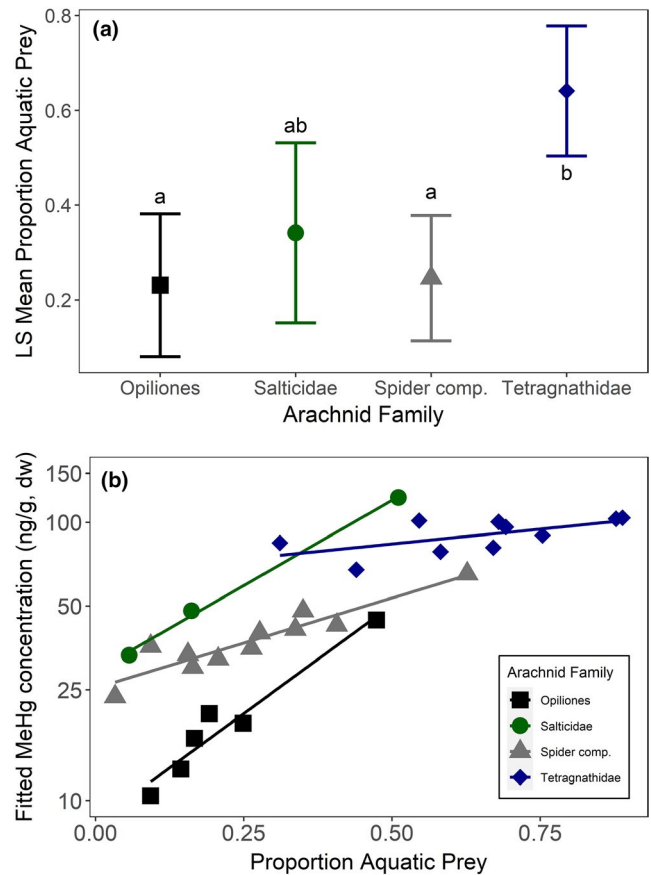 (a)
0.8
0.6
0.4
0.2
LS Mean Proportion Aquatic Prey
a
ab
a
b
Opiliones Salticidae Spider comp. Tetragnathidae
Arachnid Family
(b)
150
100
50
25
10
Fitted MeHg concentration (ng/g, dw)
Arachnid Family
Opiliones
Salticidae
Spider comp.
Tetragnathidae
0.00 0.25 0.50 0.75
Proportion Aquatic Prey